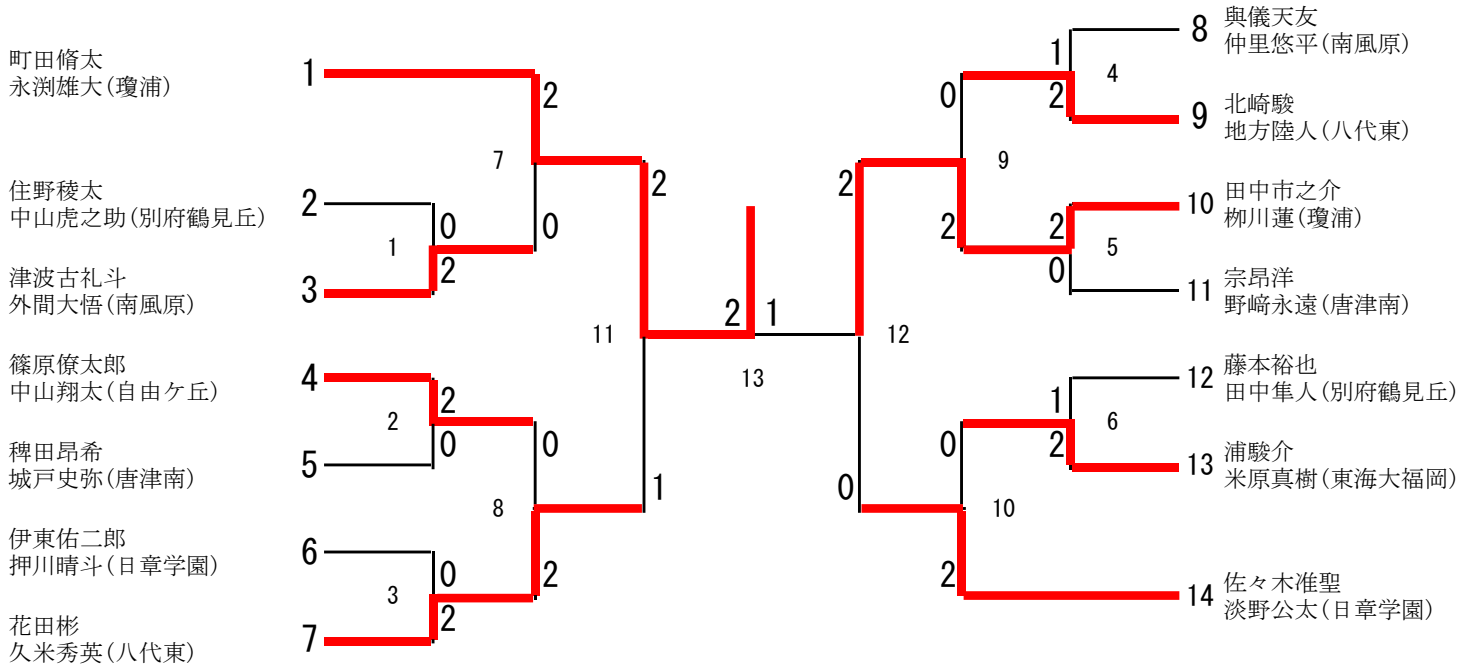 町田脩太
永渕雄大(瓊浦)
1
2
7
住野稜太
中山虎之助(別府鶴見丘)
2
0
0
1
津波古礼斗
外間大悟(南風原)
3
2
2
11
篠原僚太郎
中山翔太(自由ケ丘)
4
2
2
0
0
稗田昂希
城戸史弥(唐津南)
5
8
1
伊東佑二郎
押川晴斗(日章学園)
6
0
2
3
花田彬
久米秀英(八代東)
7
2
2
1
13
與儀天友
仲里悠平(南風原)
8
1
4
0
2
北崎駿
地方陸人(八代東)
9
9
2
田中市之介
栁川蓮(瓊浦)
10
2
2
5
0
宗昂洋
野﨑永遠(唐津南)
11
12
藤本裕也
田中隼人(別府鶴見丘)
12
1
6
0
2
浦駿介
米原真樹(東海大福岡)
13
0
10
2
佐々木准聖
淡野公太(日章学園)
14